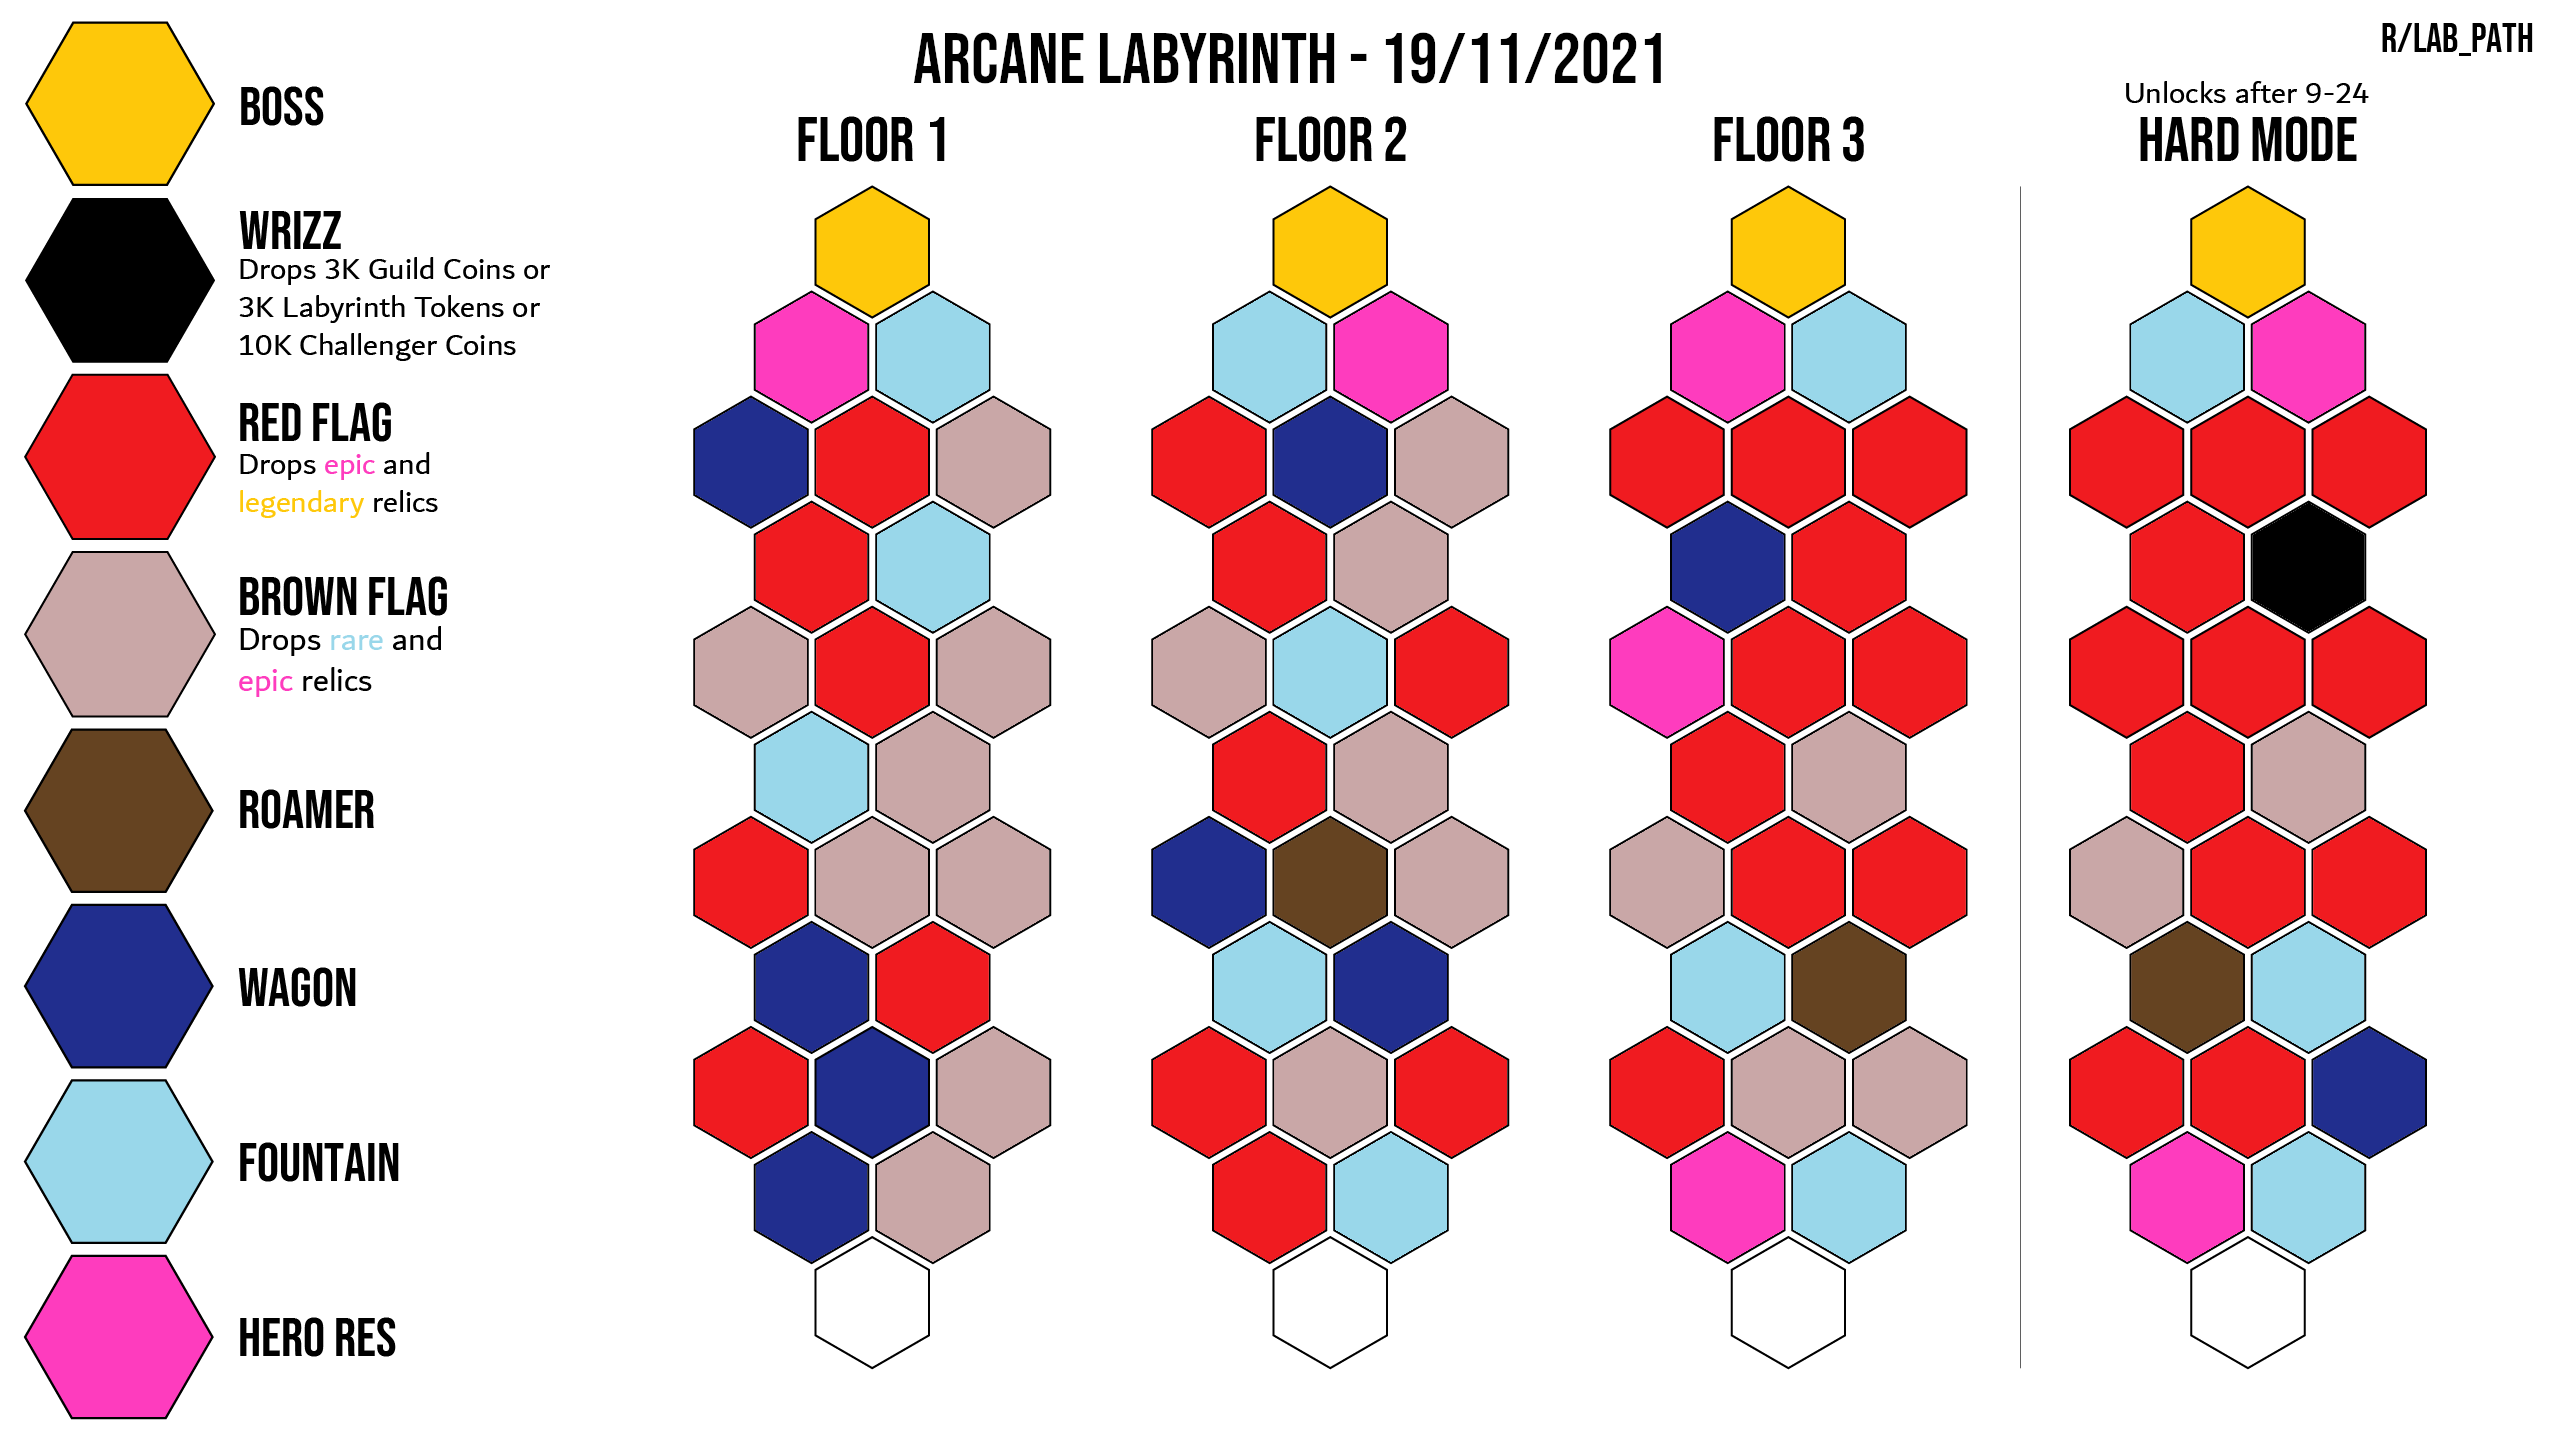 ARCANE LABYRINTH - 19/11/2021
R/LAB_PATH
BOSS
WRIZZ
Drops 3K Guild Coins or
3K Labyrinth Tokens or
10K Challenger Coins
RED FLAG
Drops epic and
legendary relics
BROWN FLAG
Drops rare and
epic relics
ROAMER
WAGON
FOUNTAIN
HERO RES
FLOOR 1
FLOOR 2
FLOOR 3
Unlocks after 9-24
HARD MODE